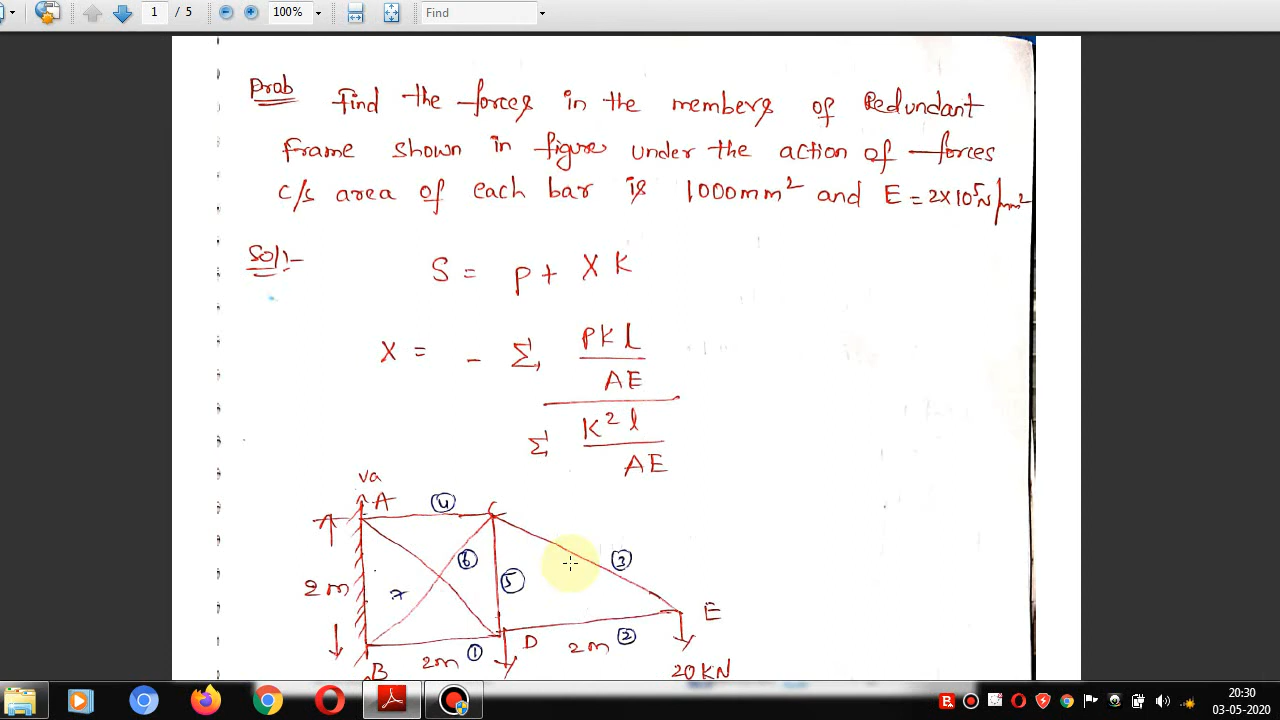 1 / 5
100%
Find
Prob Find the forces in the members of Redundant
frame shown in figure under the action of forces
c/s area of each bar is 1000mm² and E = 2x10⁵N/mm²
Sol:-
S = P + X K
X = - Σ PKl
AE
Σ K²l
AE
Va
A 4 C
6 3
2m 7 5
E
D 2m 2
B 2m 1
20KN
20:30
03-05-2020